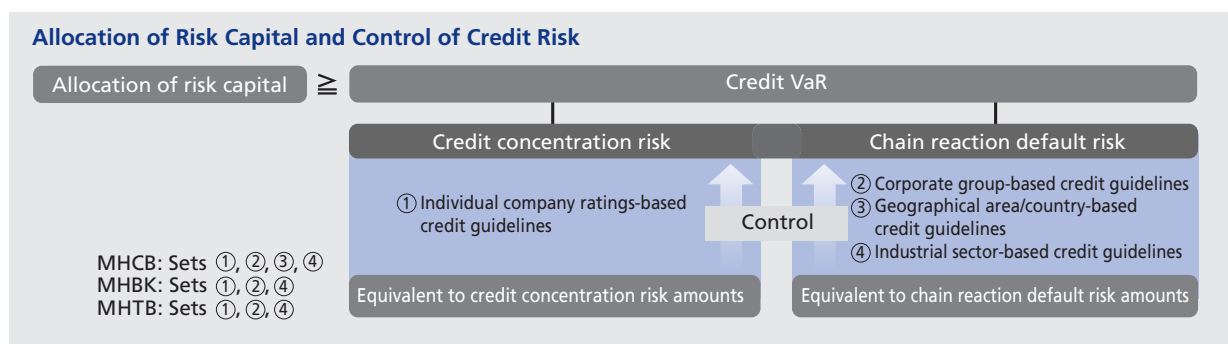 Allocation of Risk Capital and Control of Credit Risk
Allocation of risk capital ≧ Credit VaR
Credit concentration risk
Chain reaction default risk
① Individual company ratings-based
credit guidelines
Control
② Corporate group-based credit guidelines
③ Geographical area/country-based
credit guidelines
④ Industrial sector-based credit guidelines
MHCB: Sets ①, ②, ③, ④
MHBK: Sets ①, ②, ④
MHTB: Sets ①, ②, ④
Equivalent to credit concentration risk amounts
Equivalent to chain reaction default risk amounts